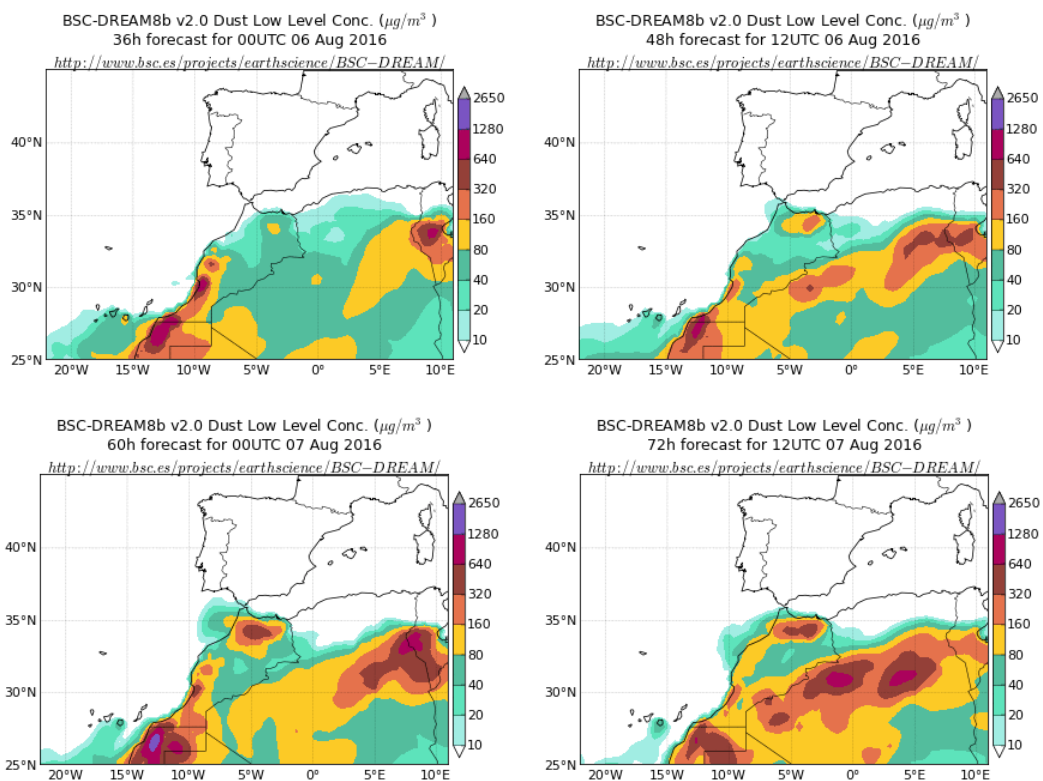 BSC-DREAM8b v2.0 Dust Low Level Conc. (μg/m³ )
36h forecast for 00UTC 06 Aug 2016
http://www.bsc.es/projects/earthscience/BSC−DREAM/
40°N
35°N
30°N
25°N
20°W
15°W
10°W
5°W
0°
5°E
10°E
2650
1280
640
320
160
80
40
20
10
BSC-DREAM8b v2.0 Dust Low Level Conc. (μg/m³ )
48h forecast for 12UTC 06 Aug 2016
http://www.bsc.es/projects/earthscience/BSC−DREAM/
40°N
35°N
30°N
25°N
20°W
15°W
10°W
5°W
0°
5°E
10°E
2650
1280
640
320
160
80
40
20
10
BSC-DREAM8b v2.0 Dust Low Level Conc. (μg/m³ )
60h forecast for 00UTC 07 Aug 2016
http://www.bsc.es/projects/earthscience/BSC−DREAM/
40°N
35°N
30°N
25°N
20°W
15°W
10°W
5°W
0°
5°E
10°E
2650
1280
640
320
160
80
40
20
10
BSC-DREAM8b v2.0 Dust Low Level Conc. (μg/m³ )
72h forecast for 12UTC 07 Aug 2016
http://www.bsc.es/projects/earthscience/BSC−DREAM/
40°N
35°N
30°N
25°N
20°W
15°W
10°W
5°W
0°
5°E
10°E
2650
1280
640
320
160
80
40
20
10